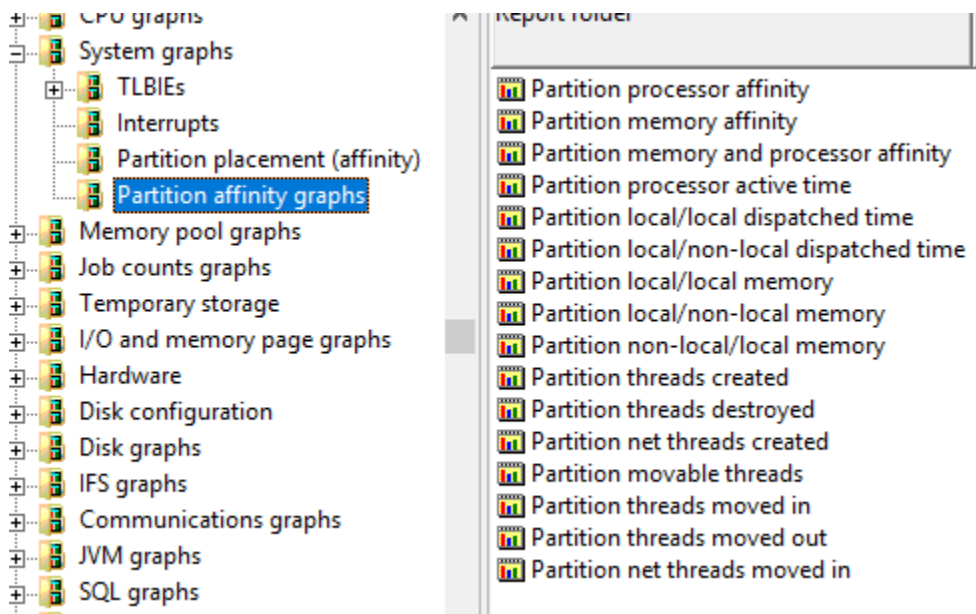 CPU graphs
System graphs
TLBIEs
Interrupts
Partition placement (affinity)
Partition affinity graphs
Memory pool graphs
Job counts graphs
Temporary storage
I/O and memory page graphs
Hardware
Disk configuration
Disk graphs
IFS graphs
Communications graphs
JVM graphs
SQL graphs
Report folder
Partition processor affinity
Partition memory affinity
Partition memory and processor affinity
Partition processor active time
Partition local/local dispatched time
Partition local/non-local dispatched time
Partition local/local memory
Partition local/non-local memory
Partition non-local/local memory
Partition threads created
Partition threads destroyed
Partition net threads created
Partition movable threads
Partition threads moved in
Partition threads moved out
Partition net threads moved in